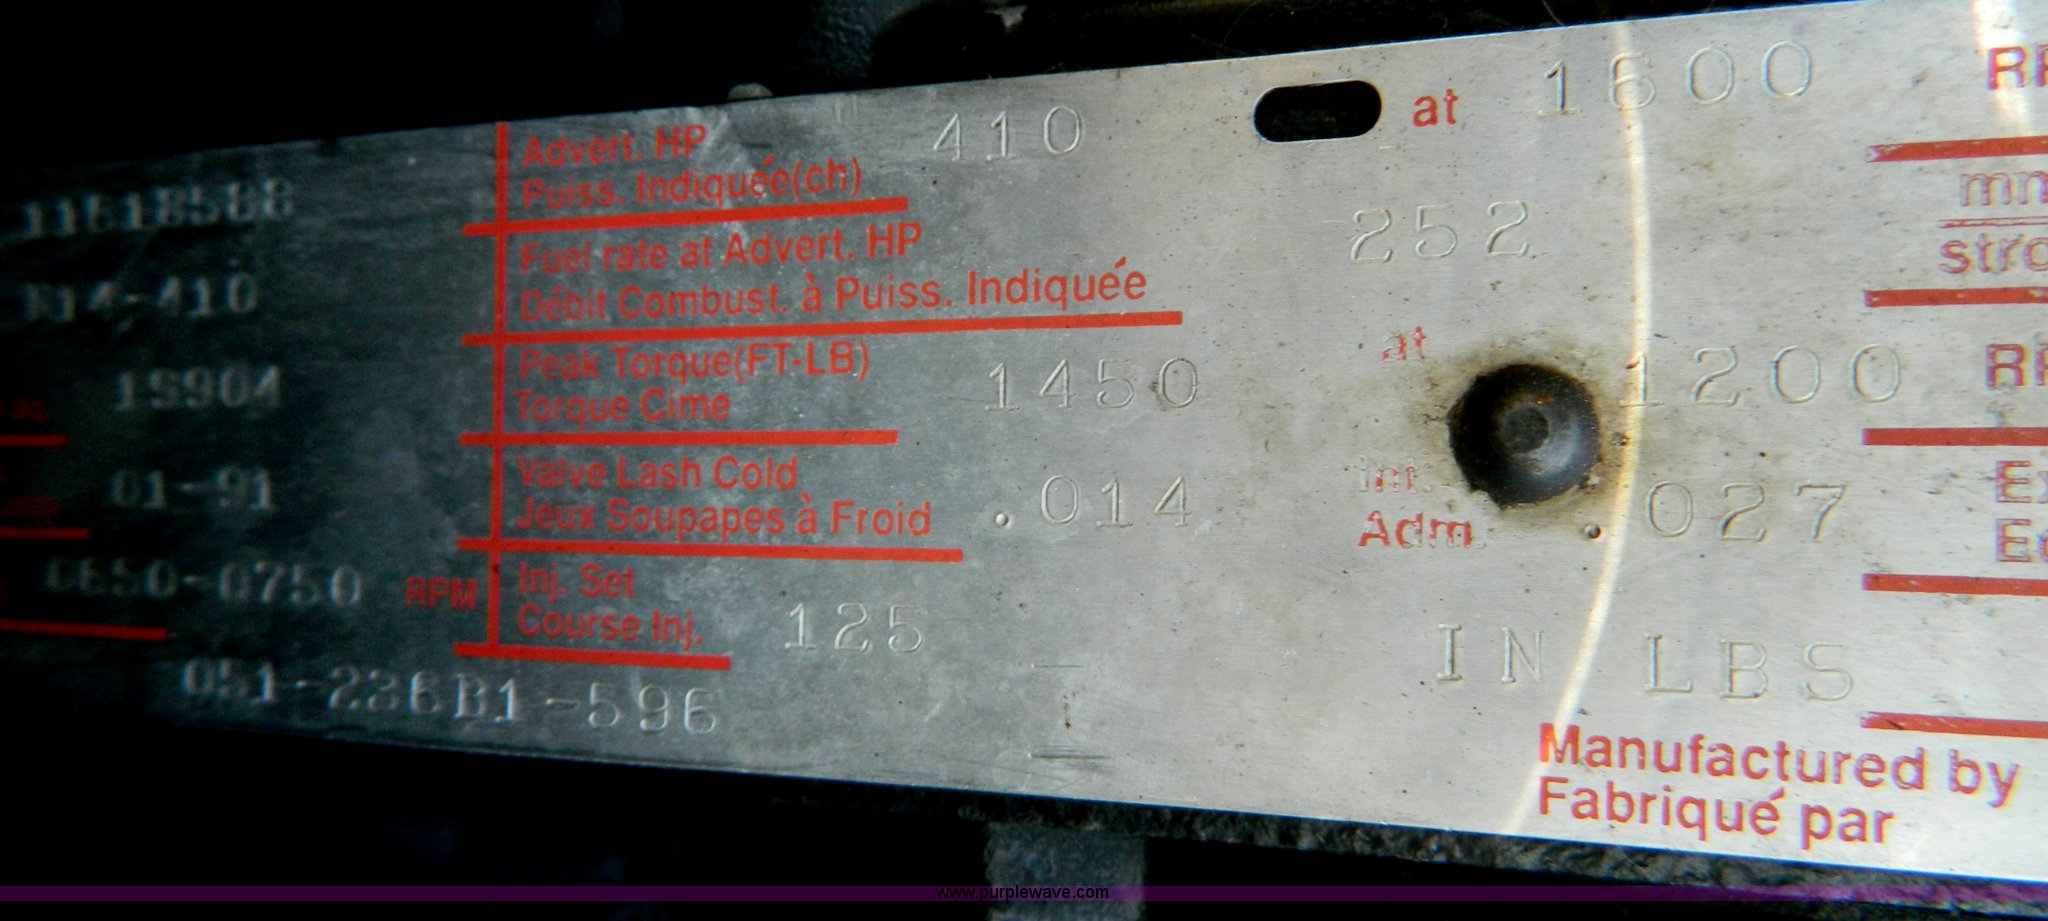 11618588
N14-410
1S904
01-91
0650-0750 RPM
051-236B1-596
Advert. HP 410 at 1600
Puiss. Indiquée(ch)
Fuel rate at Advert. HP 252
Débit Combust. à Puiss. Indiquée
Peak Torque(FT-LB) 1450 at 1200
Torque Cime
Valve Lash Cold .014 Int. .027
Jeux Soupapes à Froid Adm.
Inj. Set 125 IN LBS
Course Inj.
Manufactured by
Fabriqué par
www.purplewave.com